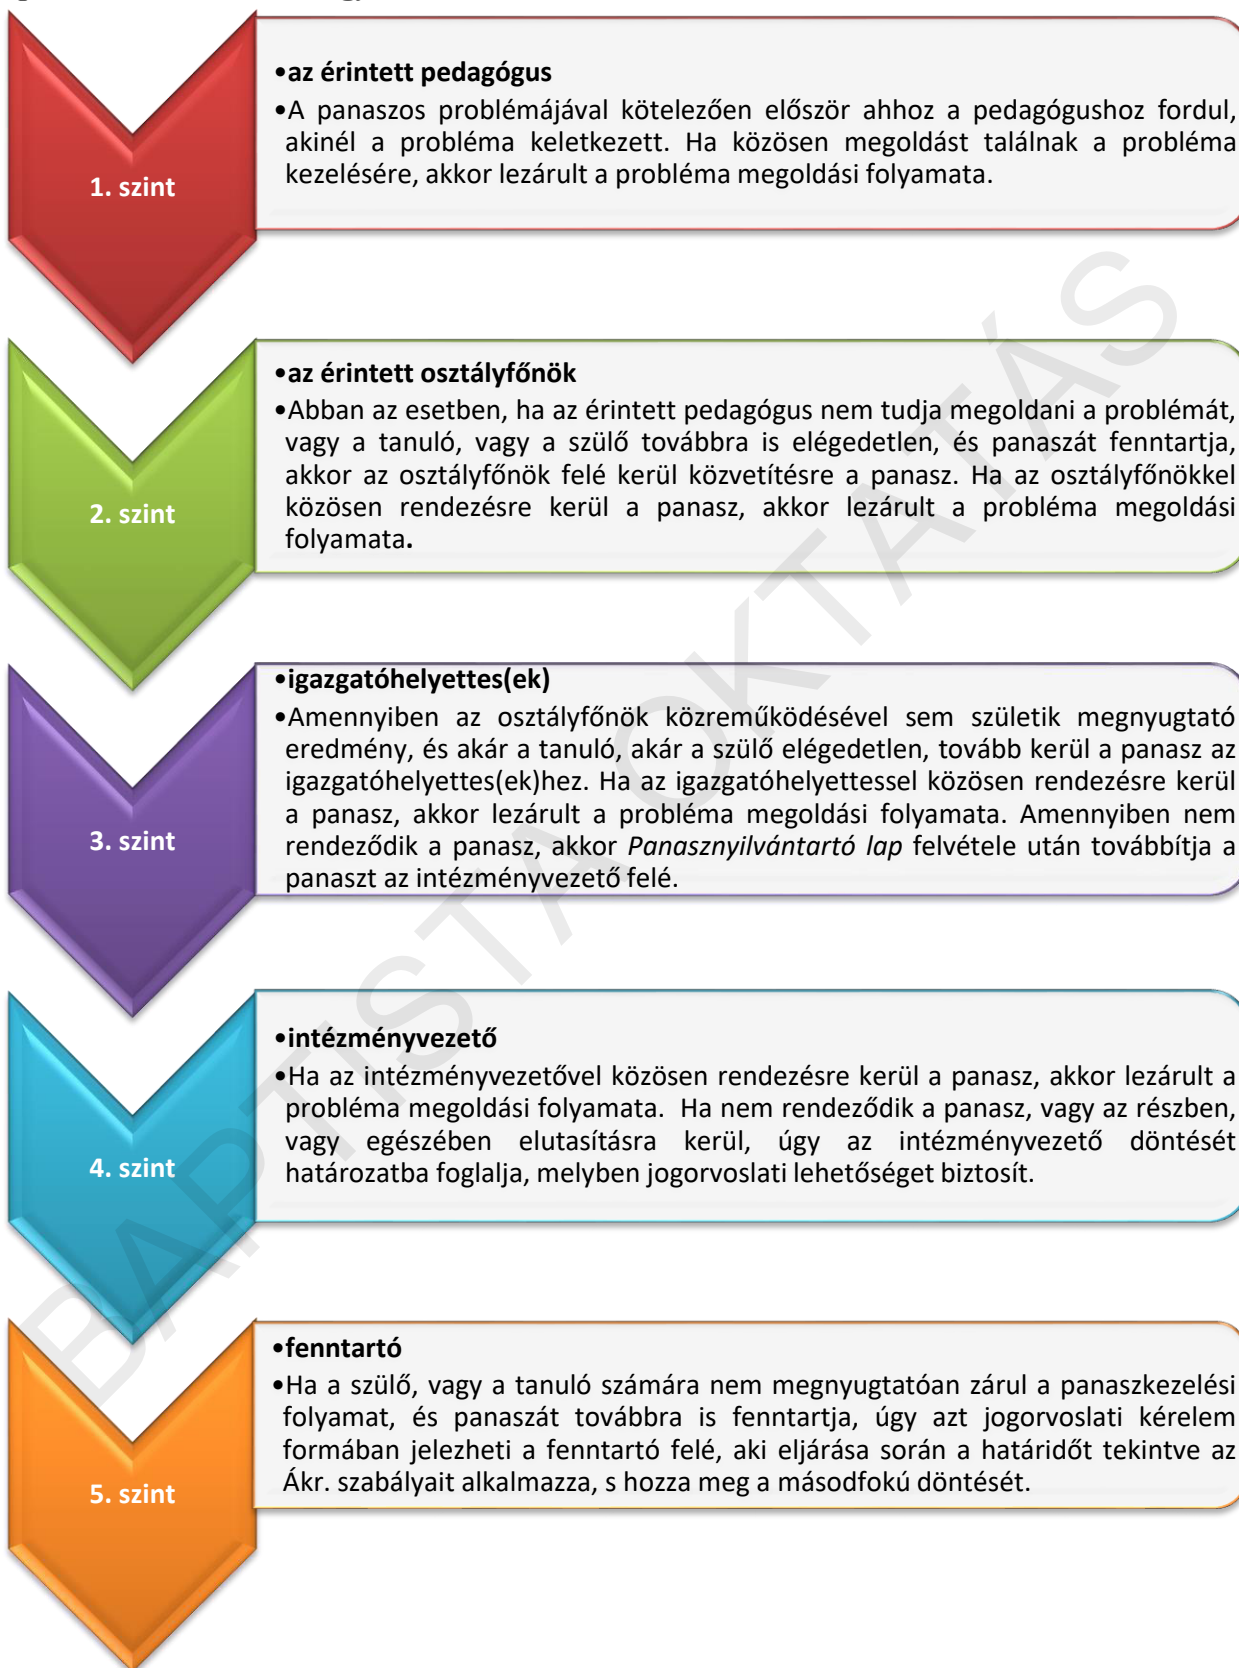 1. szint
•az érintett pedagógus
•A panaszos problémájával kötelezően először ahhoz a pedagógushoz fordul,
akinél a probléma keletkezett. Ha közösen megoldást találnak a probléma
kezelésére, akkor lezárult a probléma megoldási folyamata.
2. szint
•az érintett osztályfőnök
•Abban az esetben, ha az érintett pedagógus nem tudja megoldani a problémát,
vagy a tanuló, vagy a szülő továbbra is elégedetlen, és panaszát fenntartja,
akkor az osztályfőnök felé kerül közvetítésre a panasz. Ha az osztályfőnökkel
közösen rendezésre kerül a panasz, akkor lezárult a probléma megoldási
folyamata.
3. szint
•igazgatóhelyettes(ek)
•Amennyiben az osztályfőnök közreműködésével sem születik megnyugtató
eredmény, és akár a tanuló, akár a szülő elégedetlen, tovább kerül a panasz az
igazgatóhelyettes(ek)hez. Ha az igazgatóhelyettessel közösen rendezésre kerül
a panasz, akkor lezárult a probléma megoldási folyamata. Amennyiben nem
rendeződik a panasz, akkor Panasznyilvántartó lap felvétele után továbbítja a
panaszt az intézményvezető felé.
4. szint
•intézményvezető
•Ha az intézményvezetővel közösen rendezésre kerül a panasz, akkor lezárult a
probléma megoldási folyamata. Ha nem rendeződik a panasz, vagy az részben,
vagy egészében elutasításra kerül, úgy az intézményvezető döntését
határozatba foglalja, melyben jogorvoslati lehetőséget biztosít.
5. szint
•fenntartó
•Ha a szülő, vagy a tanuló számára nem megnyugtatóan zárul a panaszkezelési
folyamat, és panaszát továbbra is fenntartja, úgy azt jogorvoslati kérelem
formában jelezheti a fenntartó felé, aki eljárása során a határidőt tekintve az
Ákr. szabályait alkalmazza, s hozza meg a másodfokú döntését.
BAPTISTA OKTATÁS